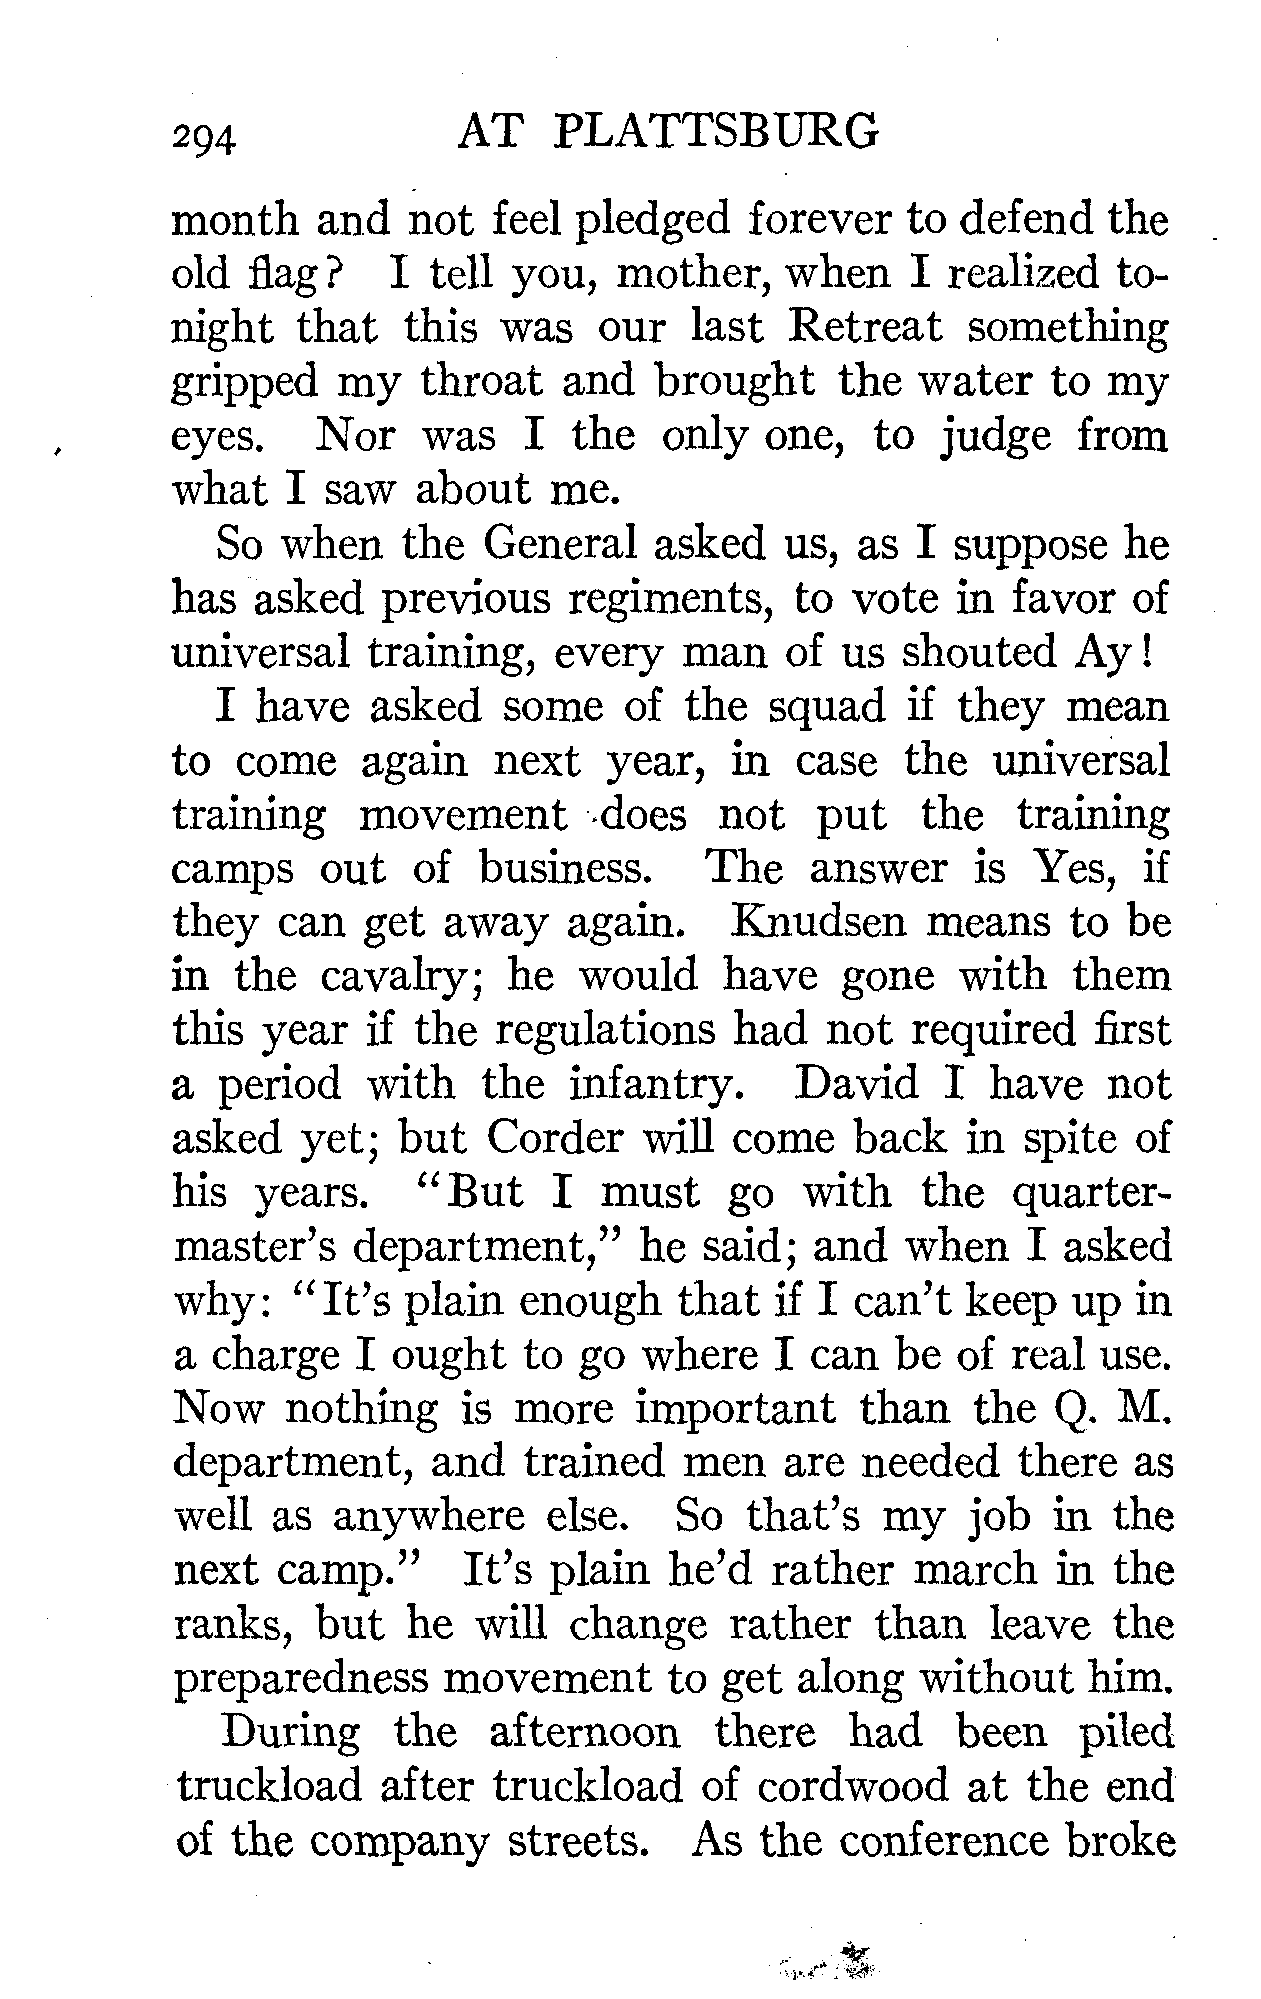 294 AT PLATTSBURG
month and not feel pledged forever to defend the
old flag? I tell you, mother, when I realized to-
night that this was our last Retreat something
gripped my throat and brought the water to my
eyes. Nor was I the only one, to judge from
what I saw about me.
So when the General asked us, as I suppose he
has asked previous regiments, to vote in favor of
universal training, every man of us shouted Ay!
I have asked some of the squad if they mean
to come again next year, in case the universal
training movement does not put the training
camps out of business. The answer is Yes, if
they can get away again. Knudsen means to be
in the cavalry; he would have gone with them
this year if the regulations had not required first
a period with the infantry. David I have not
asked yet; but Corder will come back in spite of
his years. "But I must go with the quarter-
master's department," he said; and when I asked
why: "It's plain enough that if I can't keep up in
a charge I ought to go where I can be of real use.
Now nothing is more important than the Q. M.
department, and trained men are needed there as
well as anywhere else. So that's my job in the
next camp." It's plain he'd rather march in the
ranks, but he will change rather than leave the
preparedness movement to get along without him.
During the afternoon there had been piled
truckload after truckload of cordwood at the end
of the company streets. As the conference broke